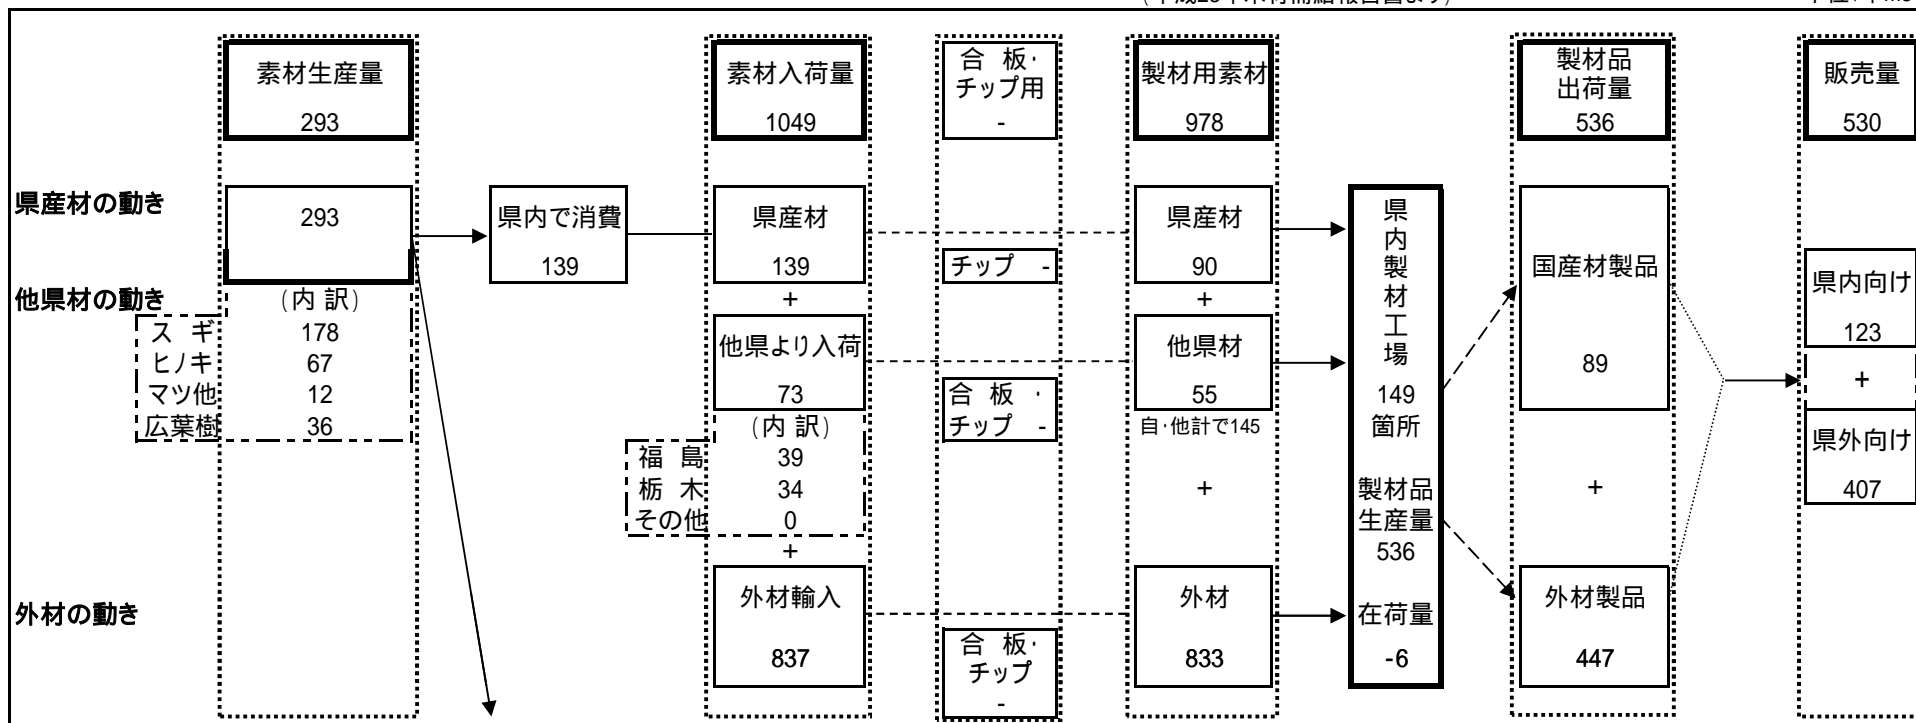 素材生産量
293
素材入荷量
1049
合 板・
チップ用
-
製材用素材
978
製材品
出荷量
536
販売量
530
県産材の動き
293
県内で消費
139
県産材
139
チップ -
県産材
90
他県材の動き
(内 訳)
ス ギ 178
ヒノキ 67
マツ他 12
広葉樹 36
+
他県より入荷
73
(内 訳)
福 島 39
栃 木 34
その他 0
+
合 板 ・
チップ -
+
他県材
55
自・他計で145
+
県内製材工場
149
箇所
製材品
生産量
536
在荷量
-6
国産材製品
89
+
県内向け
123
+
県外向け
407
外材の動き
外材輸入
837
合 板・
チップ
-
外材
833
外材製品
447